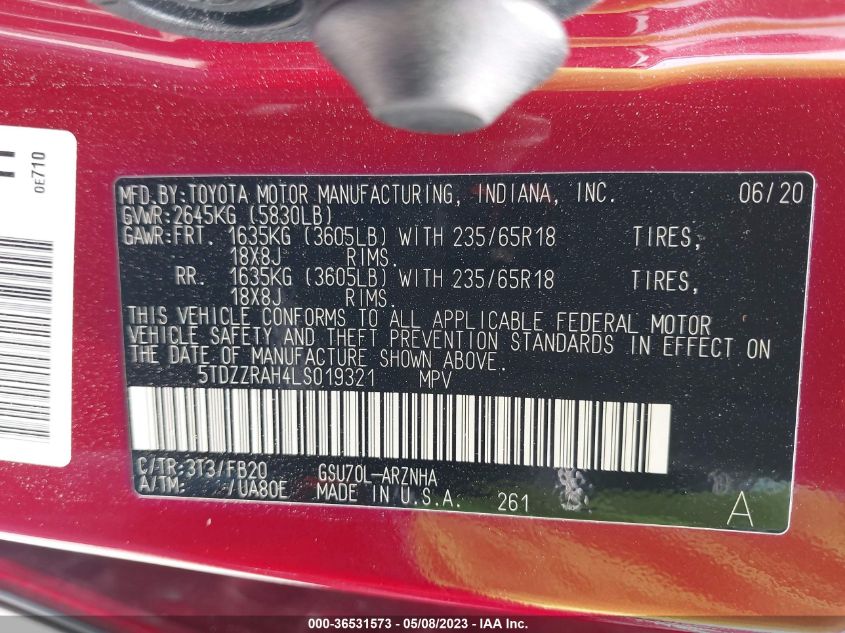 0E710
MFD.BY:TOYOTA MOTOR MANUFACTURING, INDIANA, INC. 06/20
GVWR:2645KG (5830LB)
GAWR:FRT. 1635KG (3605LB) WITH 235/65R18 TIRES,
18X8J RIMS.
RR. 1635KG (3605LB) WITH 235/65R18 TIRES,
18X8J RIMS.
THIS VEHICLE CONFORMS TO ALL APPLICABLE FEDERAL MOTOR
VEHICLE SAFETY AND THEFT PREVENTION STANDARDS IN EFFECT ON
THE DATE OF MANUFACTURE SHOWN ABOVE.
5TDZZRAH4LS019321 MPV
C/TR:3T3/FB20 GSU70L-ARZNHA
A/TM: /UA80E MADE IN U.S.A. 261 A
000-36531573 - 05/08/2023 - IAA Inc.